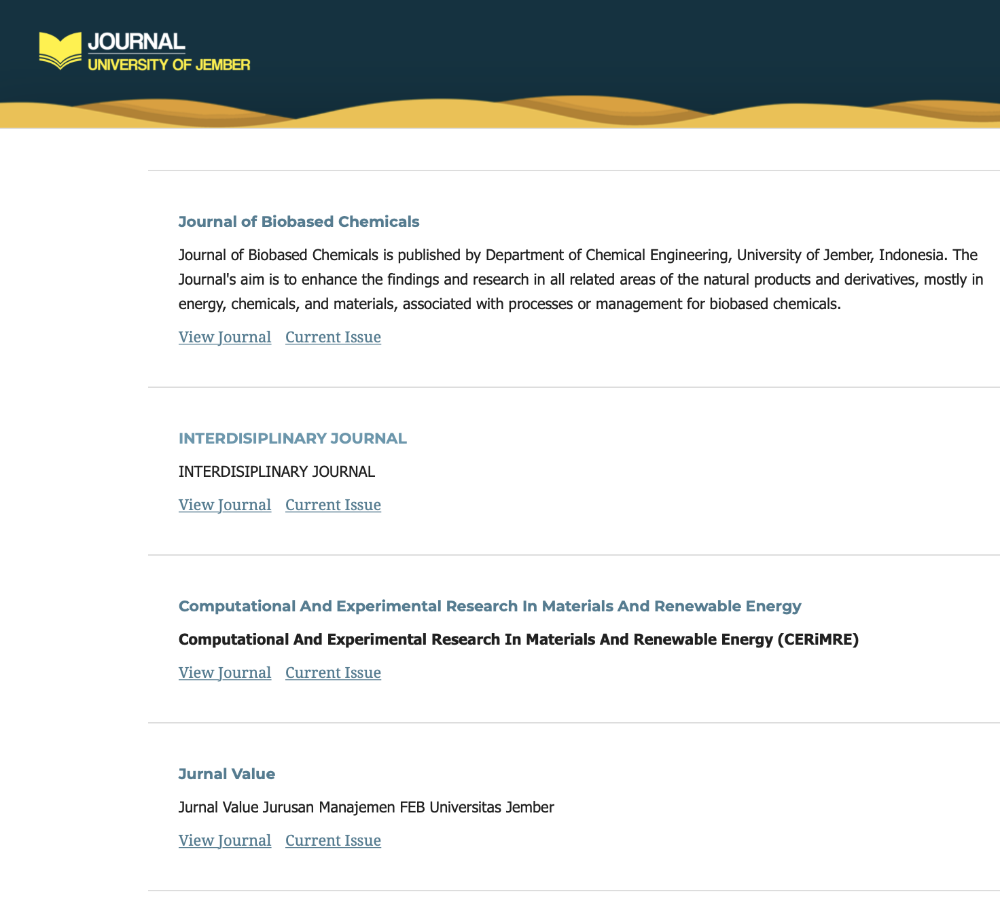 JOURNAL
UNIVERSITY OF JEMBER
Journal of Biobased Chemicals
Journal of Biobased Chemicals is published by Department of Chemical Engineering, University of Jember, Indonesia. The
Journal's aim is to enhance the findings and research in all related areas of the natural products and derivatives, mostly in
energy, chemicals, and materials, associated with processes or management for biobased chemicals.
View Journal Current Issue
INTERDISIPLINARY JOURNAL
INTERDISIPLINARY JOURNAL
View Journal Current Issue
Computational And Experimental Research In Materials And Renewable Energy
Computational And Experimental Research In Materials And Renewable Energy (CERiMRE)
View Journal Current Issue
Jurnal Value
Jurnal Value Jurusan Manajemen FEB Universitas Jember
View Journal Current Issue